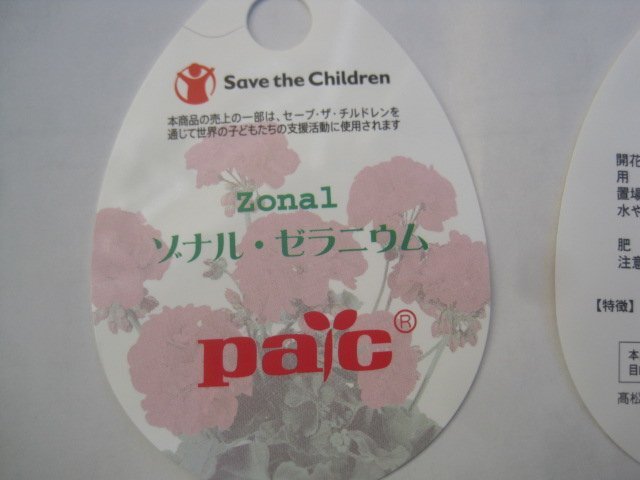 Save the Children
本商品の売上の一部は、セーブ・ザ・チルドレンを
通じて世界の子どもたちの支援活動に使用されます
Zonal
ゾナル・ゼラニウム
paic®
開花
用
置場
水や
肥
注意
【特徴】
本
目的
髙松